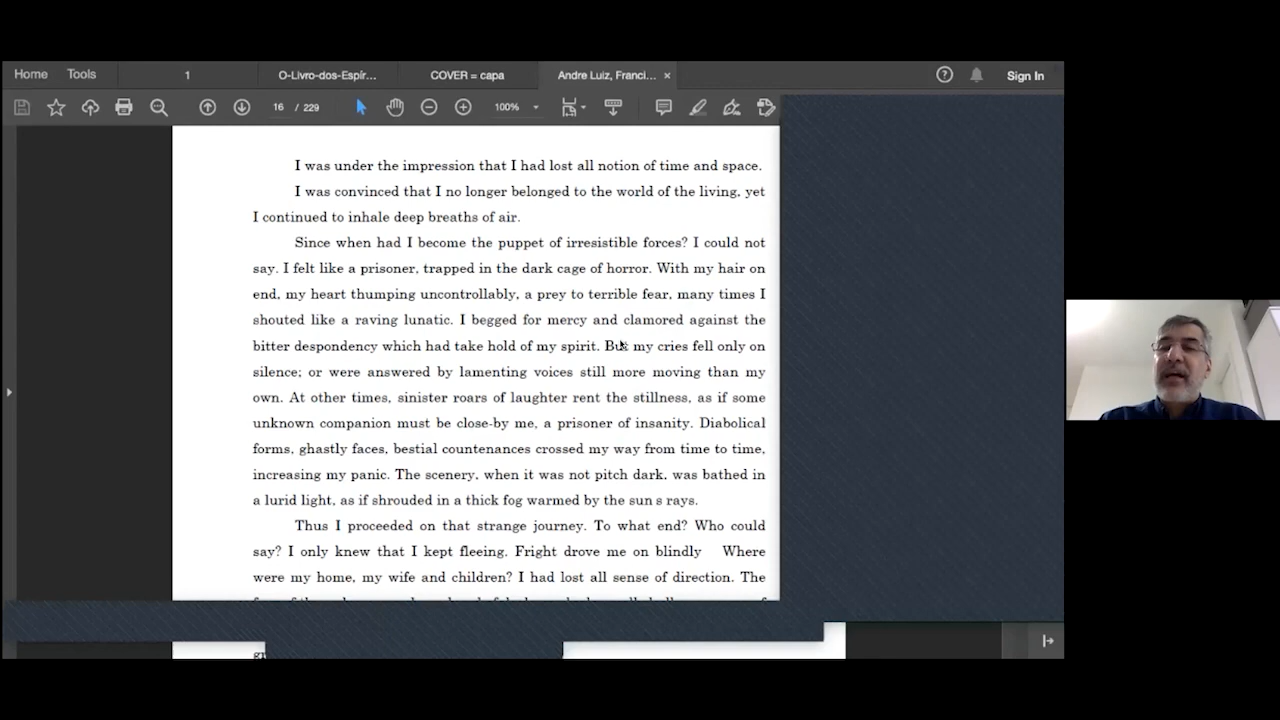 Home Tools 1 O-Livro-dos-Espír... COVER = capa Andre Luiz, Franci... × Sign In
16 / 229 100%
I was under the impression that I had lost all notion of time and space.
I was convinced that I no longer belonged to the world of the living, yet
I continued to inhale deep breaths of air.
Since when had I become the puppet of irresistible forces? I could not
say. I felt like a prisoner, trapped in the dark cage of horror. With my hair on
end, my heart thumping uncontrollably, a prey to terrible fear, many times I
shouted like a raving lunatic. I begged for mercy and clamored against the
bitter despondency which had take hold of my spirit. But my cries fell only on
silence; or were answered by lamenting voices still more moving than my
own. At other times, sinister roars of laughter rent the stillness, as if some
unknown companion must be close-by me, a prisoner of insanity. Diabolical
forms, ghastly faces, bestial countenances crossed my way from time to time,
increasing my panic. The scenery, when it was not pitch dark, was bathed in
a lurid light, as if shrouded in a thick fog warmed by the sun s rays.
Thus I proceeded on that strange journey. To what end? Who could
say? I only knew that I kept fleeing. Fright drove me on blindly Where
were my home, my wife and children? I had lost all sense of direction. The